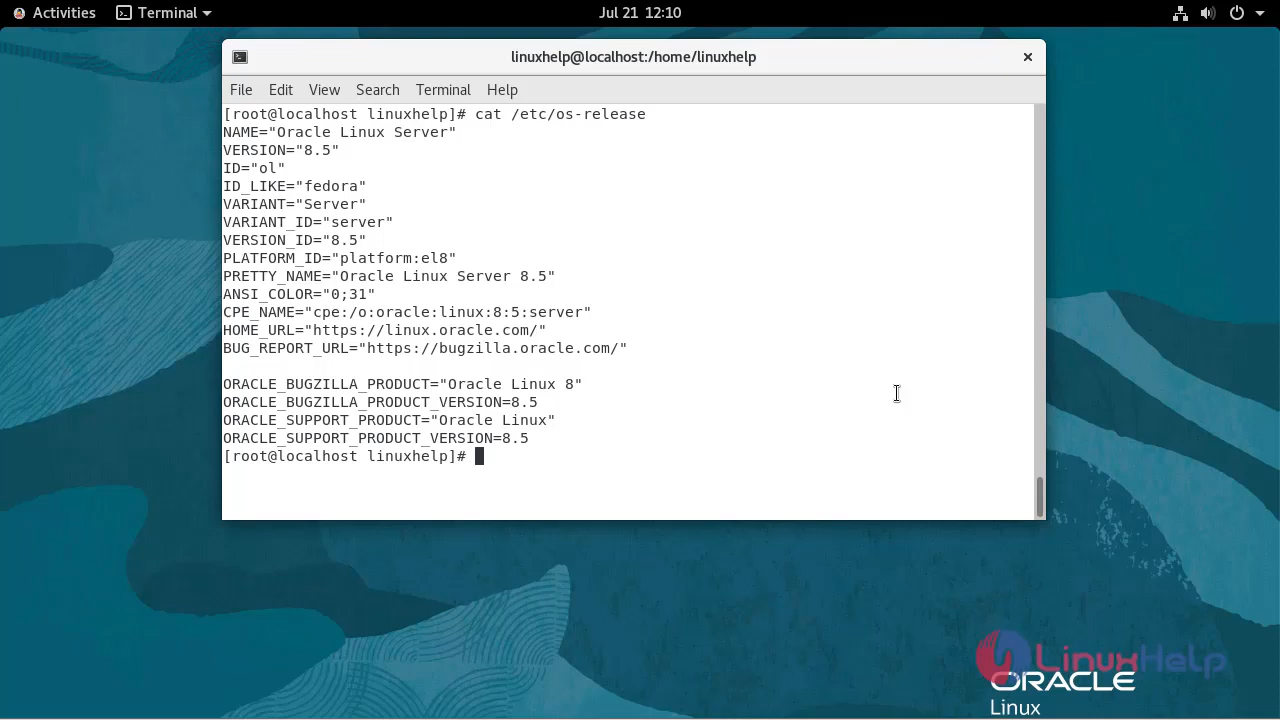 Activities
Terminal
Jul 21 12:10
linuxhelp@localhost:/home/linuxhelp
File Edit View Search Terminal Help
[root@localhost linuxhelp]# cat /etc/os-release
NAME="Oracle Linux Server"
VERSION="8.5"
ID="ol"
ID_LIKE="fedora"
VARIANT="Server"
VARIANT_ID="server"
VERSION_ID="8.5"
PLATFORM_ID="platform:el8"
PRETTY_NAME="Oracle Linux Server 8.5"
ANSI_COLOR="0;31"
CPE_NAME="cpe:/o:oracle:linux:8:5:server"
HOME_URL="https://linux.oracle.com/"
BUG_REPORT_URL="https://bugzilla.oracle.com/"

ORACLE_BUGZILLA_PRODUCT="Oracle Linux 8"
ORACLE_BUGZILLA_PRODUCT_VERSION=8.5
ORACLE_SUPPORT_PRODUCT="Oracle Linux"
ORACLE_SUPPORT_PRODUCT_VERSION=8.5
[root@localhost linuxhelp]#
LinuxHelp
ORACLE
Linux